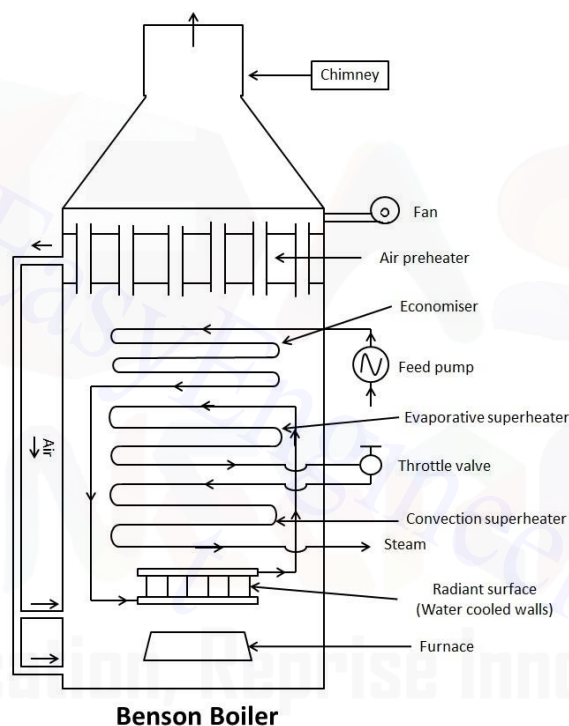 Chimney
Fan
Air preheater
Economiser
Feed pump
Evaporative superheater
Throttle valve
Air
Convection superheater
Steam
Radiant surface
(Water cooled walls)
Furnace
Benson Boiler